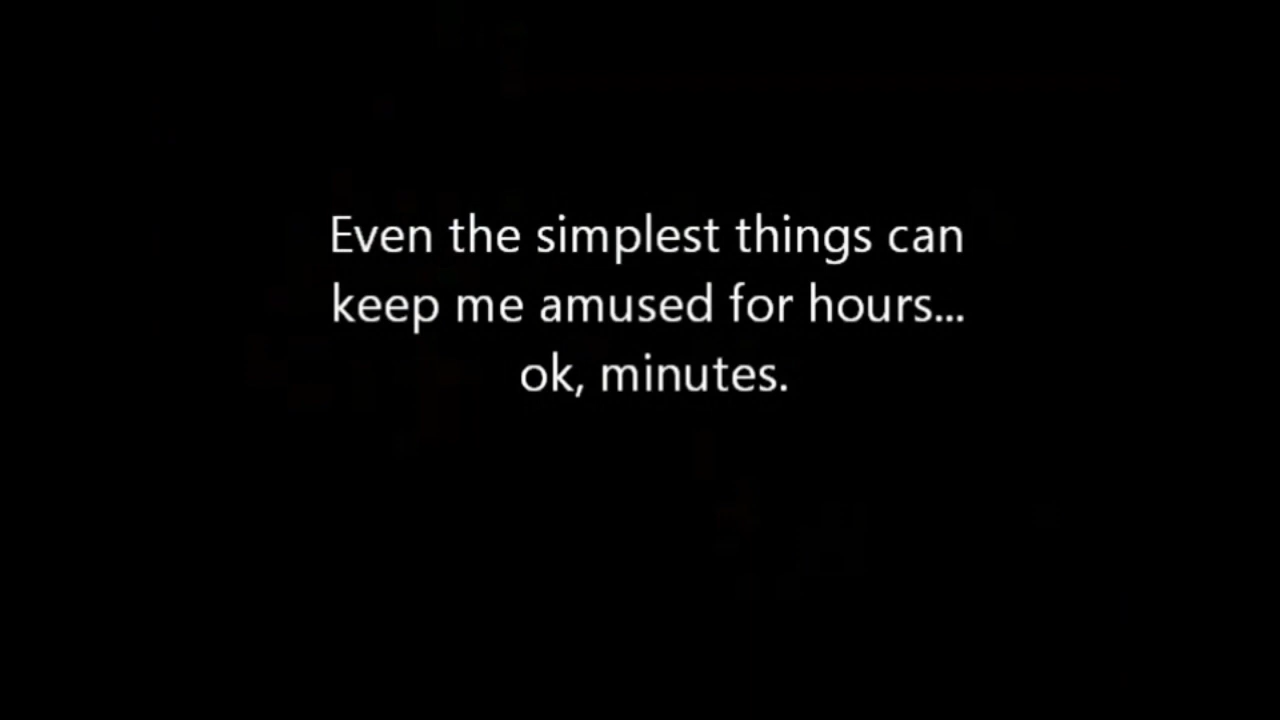 Even the simplest things can
keep me amused for hours...
ok, minutes.